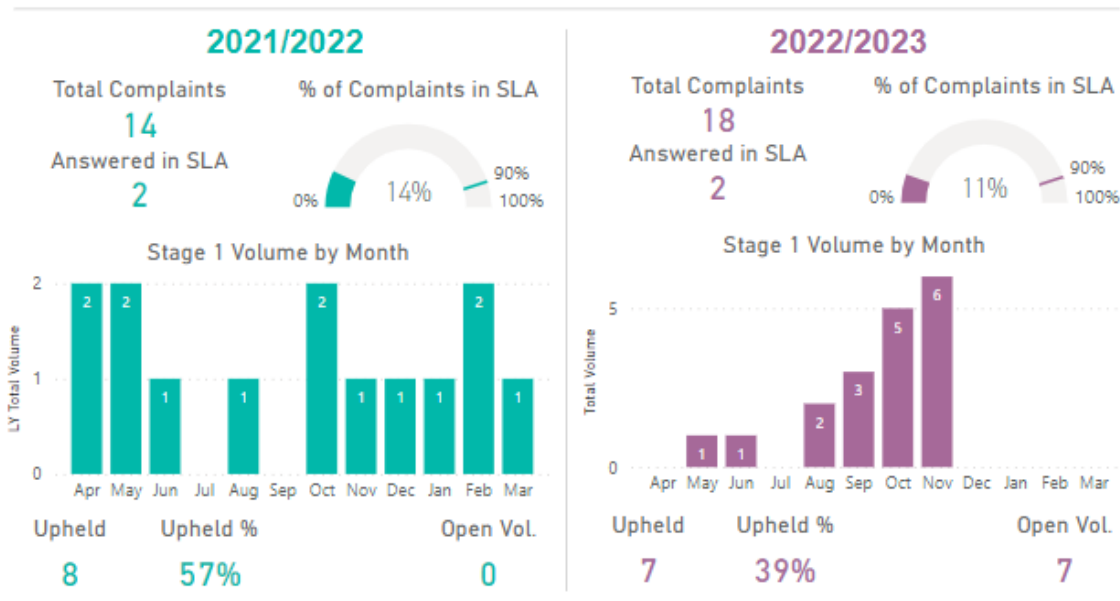 2021/2022
Total Complaints
14
Answered in SLA
2
% of Complaints in SLA
0%
14%
90%
100%
Stage 1 Volume by Month
LY Total Volume
2
1
0
2 2 1 1 2 1 1 1 2 1
Apr May Jun Jul Aug Sep Oct Nov Dec Jan Feb Mar
Upheld Upheld % Open Vol.
8 57% 0
2022/2023
Total Complaints
18
Answered in SLA
2
% of Complaints in SLA
0%
11%
90%
100%
Stage 1 Volume by Month
Total Volume
5
0
1 1 2 3 5 6
Apr May Jun Jul Aug Sep Oct Nov Dec Jan Feb Mar
Upheld Upheld % Open Vol.
7 39% 7